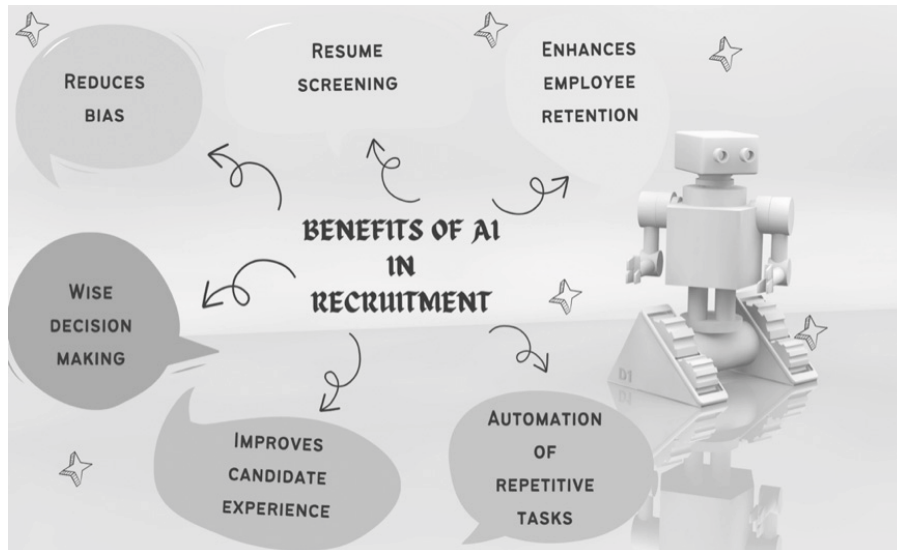 REDUCES
BIAS
RESUME
SCREENING
ENHANCES
EMPLOYEE
RETENTION
BENEFITS OF AI
IN
RECRUITMENT
WISE
DECISION
MAKING
IMPROVES
CANDIDATE
EXPERIENCE
AUTOMATION
OF
REPETITIVE
TASKS
D1